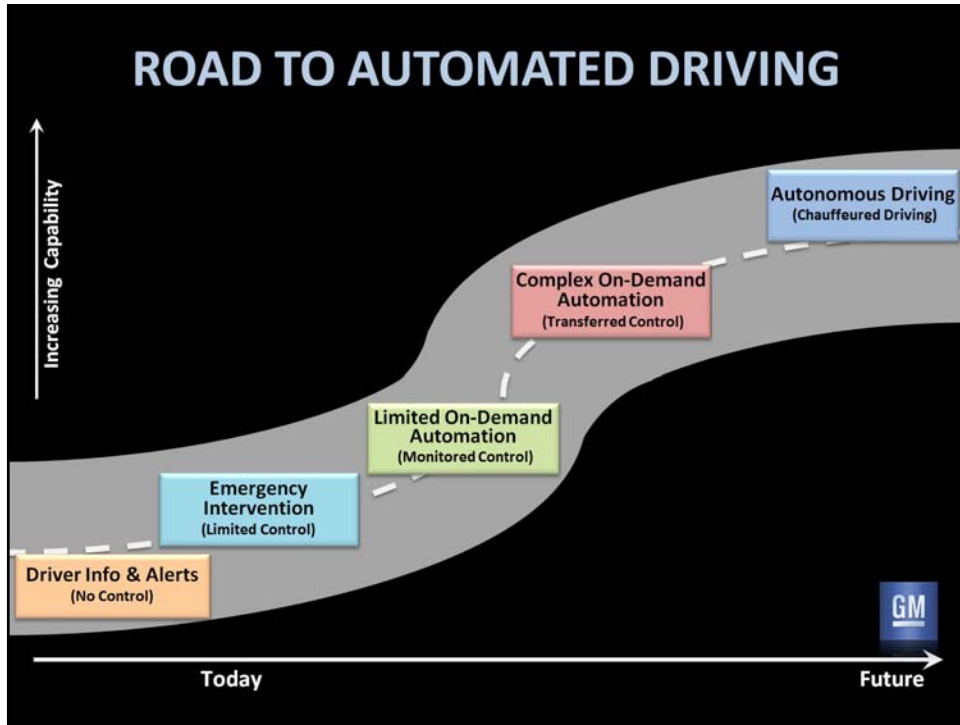 ROAD TO AUTOMATED DRIVING
Increasing Capability
Autonomous Driving
(Chauffeured Driving)
Complex On-Demand
Automation
(Transferred Control)
Limited On-Demand
Automation
(Monitored Control)
Emergency
Intervention
(Limited Control)
Driver Info & Alerts
(No Control)
GM
Today
Future